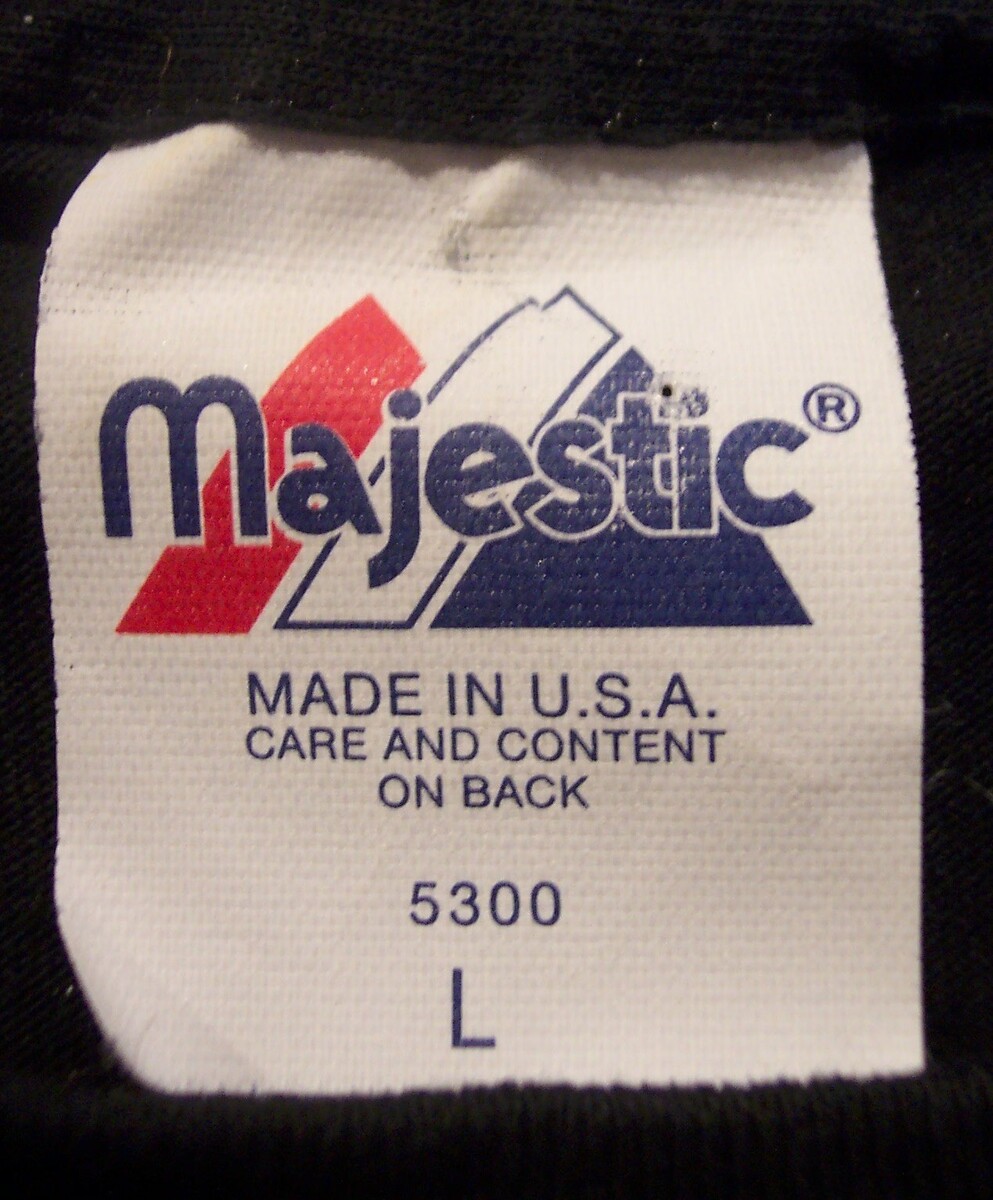 majestic®
MADE IN U.S.A.
CARE AND CONTENT
ON BACK
5300
L